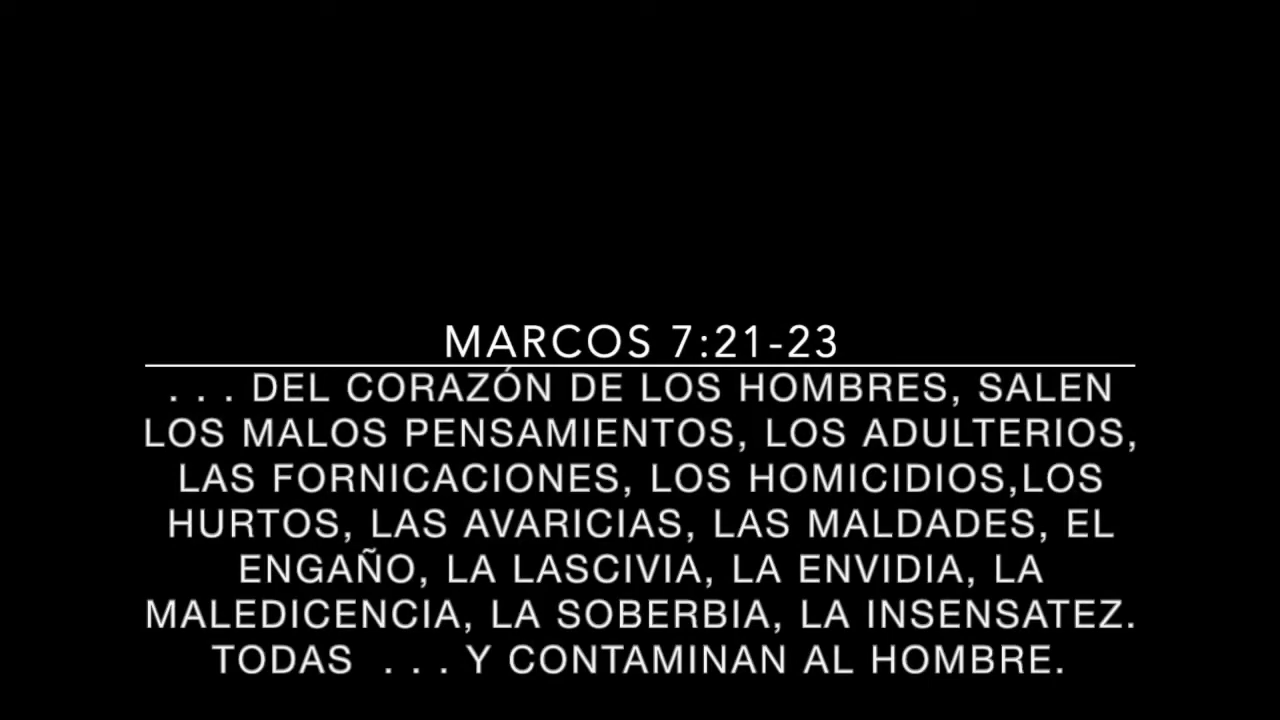 MARCOS 7:21-23
. . . DEL CORAZÓN DE LOS HOMBRES, SALEN
LOS MALOS PENSAMIENTOS, LOS ADULTERIOS,
LAS FORNICACIONES, LOS HOMICIDIOS,LOS
HURTOS, LAS AVARICIAS, LAS MALDADES, EL
ENGAÑO, LA LASCIVIA, LA ENVIDIA, LA
MALEDICENCIA, LA SOBERBIA, LA INSENSATEZ.
TODAS  . . . Y CONTAMINAN AL HOMBRE.